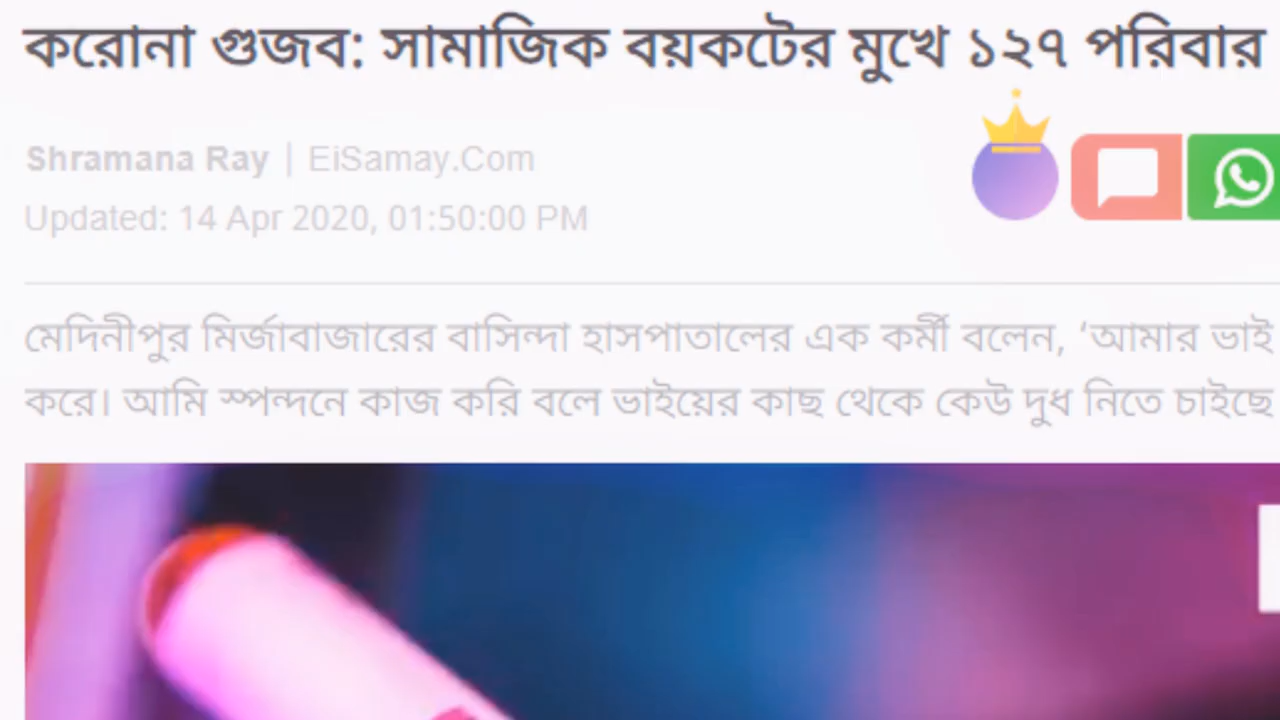 করোনা গুজব: সামাজিক বয়কটের মুখে ১২৭ পরিবার
Shramana Ray | EiSamay.Com
Updated: 14 Apr 2020, 01:50:00 PM
মেদিনীপুর মির্জাবাজারের বাসিন্দা হাসপাতালের এক কর্মী বলেন, ‘আমার ভাই
করে। আমি স্পন্দনে কাজ করি বলে ভাইয়ের কাছ থেকে কেউ দুধ নিতে চাইছে